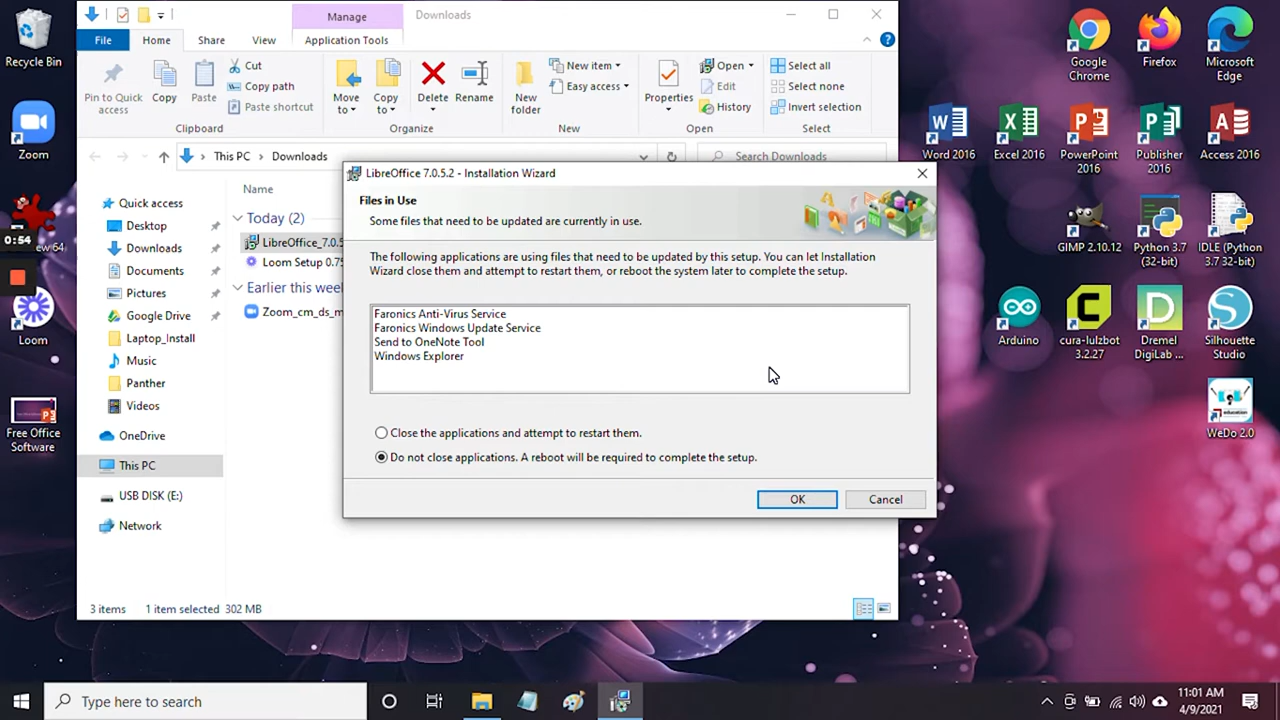 Manage
Downloads
File
Home
Share
View
Application Tools
Pin to Quick access
Copy
Paste
Cut
Copy path
Paste shortcut
Clipboard
Move to
Copy to
Delete
Rename
Organize
New folder
New item
Easy access
New
Properties
Open
Edit
History
Open
Select all
Select none
Invert selection
Select
This PC
Downloads
Search Downloads
Quick access
Desktop
Downloads
Documents
Pictures
Google Drive
Laptop_Install
Music
Panther
Videos
OneDrive
This PC
USB DISK (E:)
Network
Name
Today (2)
LibreOffice_7.0.5
Loom Setup 0.75
Earlier this wee
Zoom_cm_ds_m
3 items
1 item selected 302 MB
LibreOffice 7.0.5.2 - Installation Wizard
Files in Use
Some files that need to be updated are currently in use.
The following applications are using files that need to be updated by this setup. You can let Installation
Wizard close them and attempt to restart them, or reboot the system later to complete the setup.
Faronics Anti-Virus Service
Faronics Windows Update Service
Send to OneNote Tool
Windows Explorer
Close the applications and attempt to restart them.
Do not close applications. A reboot will be required to complete the setup.
OK
Cancel
Recycle Bin
Zoom
0:54
ew64
Loom
Free Office
Software
Google
Chrome
Firefox
Microsoft
Edge
Word 2016
Excel 2016
PowerPoint
2016
Publisher
2016
Access 2016
GIMP 2.10.12
Python 3.7
(32-bit)
IDLE (Python
3.7 32-bit)
Arduino
cura-lulzbot
3.2.27
Dremel
DigiLab ...
Silhouette
Studio
education
WeDo 2.0
Type here to search
11:01 AM
4/9/2021